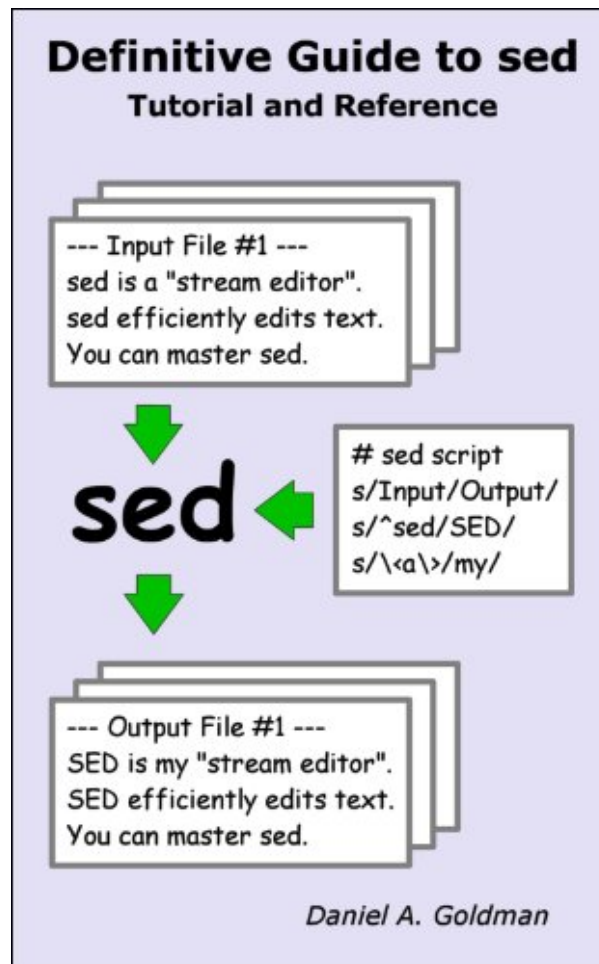 Definitive Guide to sed
Tutorial and Reference
--- Input File #1 ---
sed is a "stream editor".
sed efficiently edits text.
You can master sed.
sed
# sed script
s/Input/Output/
s/^sed/SED/
s/\<a\>/my/
--- Output File #1 ---
SED is my "stream editor".
SED efficiently edits text.
You can master sed.
Daniel A. Goldman